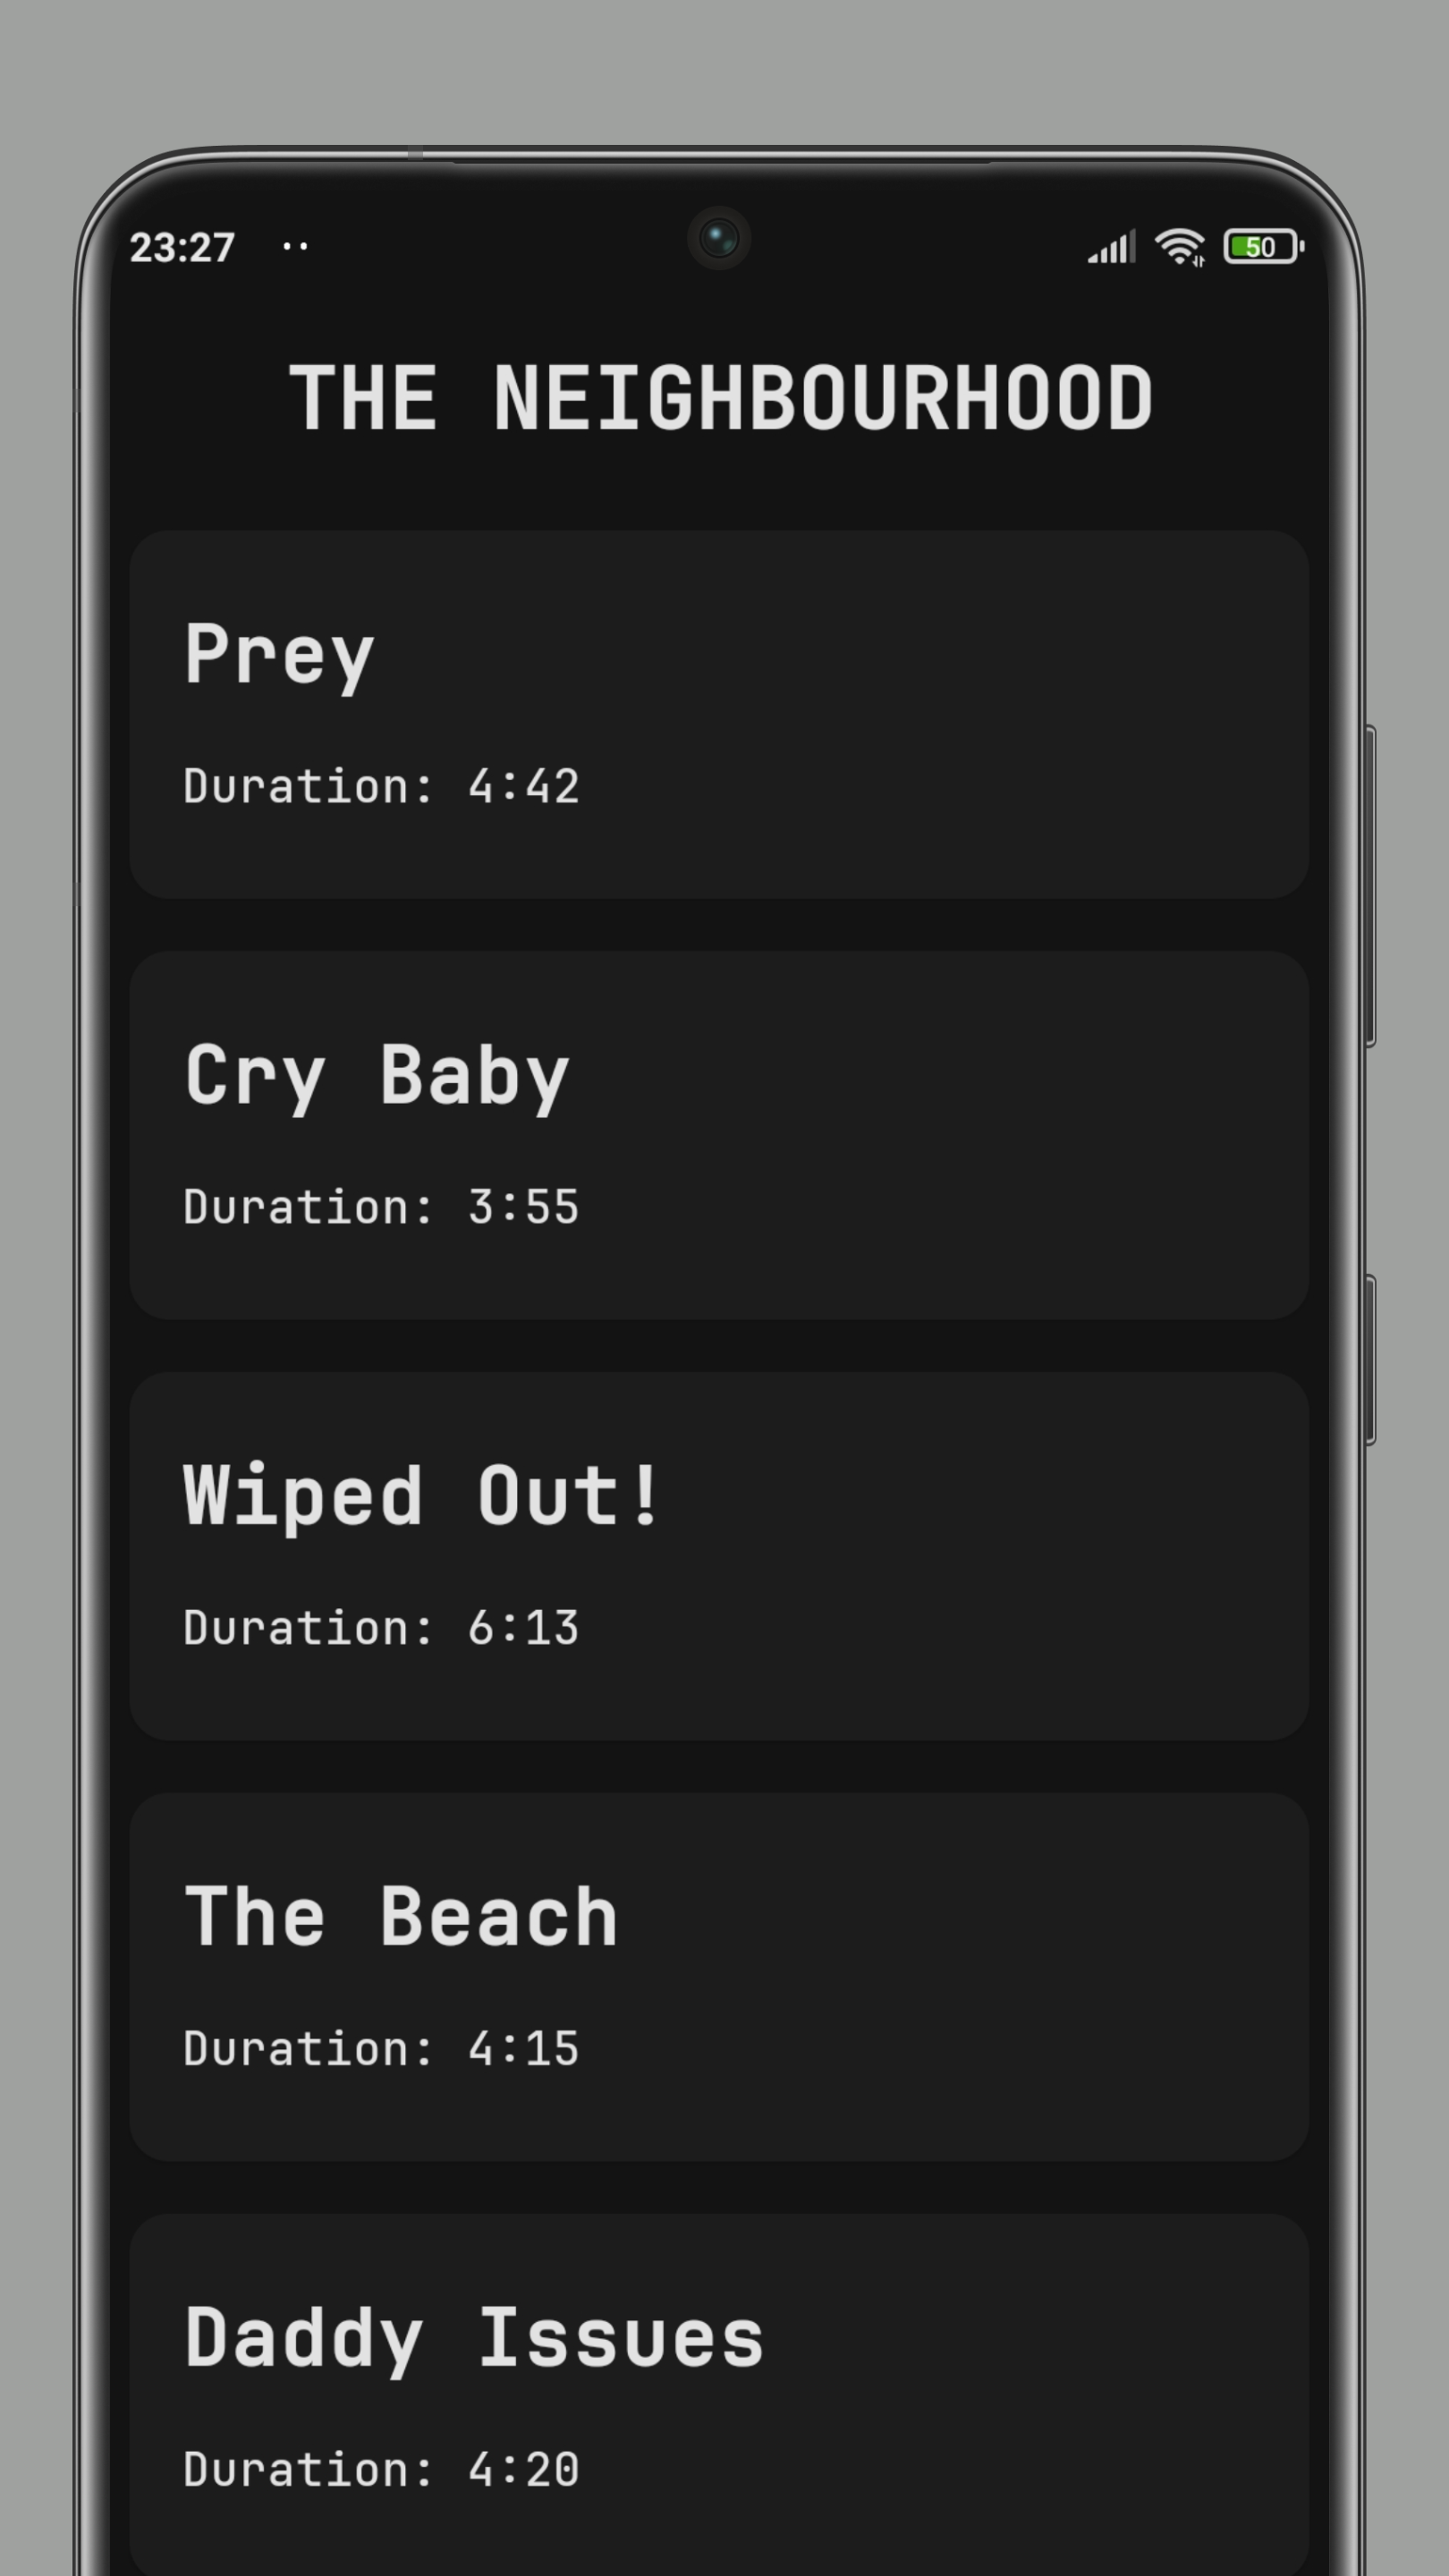 23:27
50
THE NEIGHBOURHOOD
Prey
Duration: 4:42
Cry Baby
Duration: 3:55
Wiped Out!
Duration: 6:13
The Beach
Duration: 4:15
Daddy Issues
Duration: 4:20